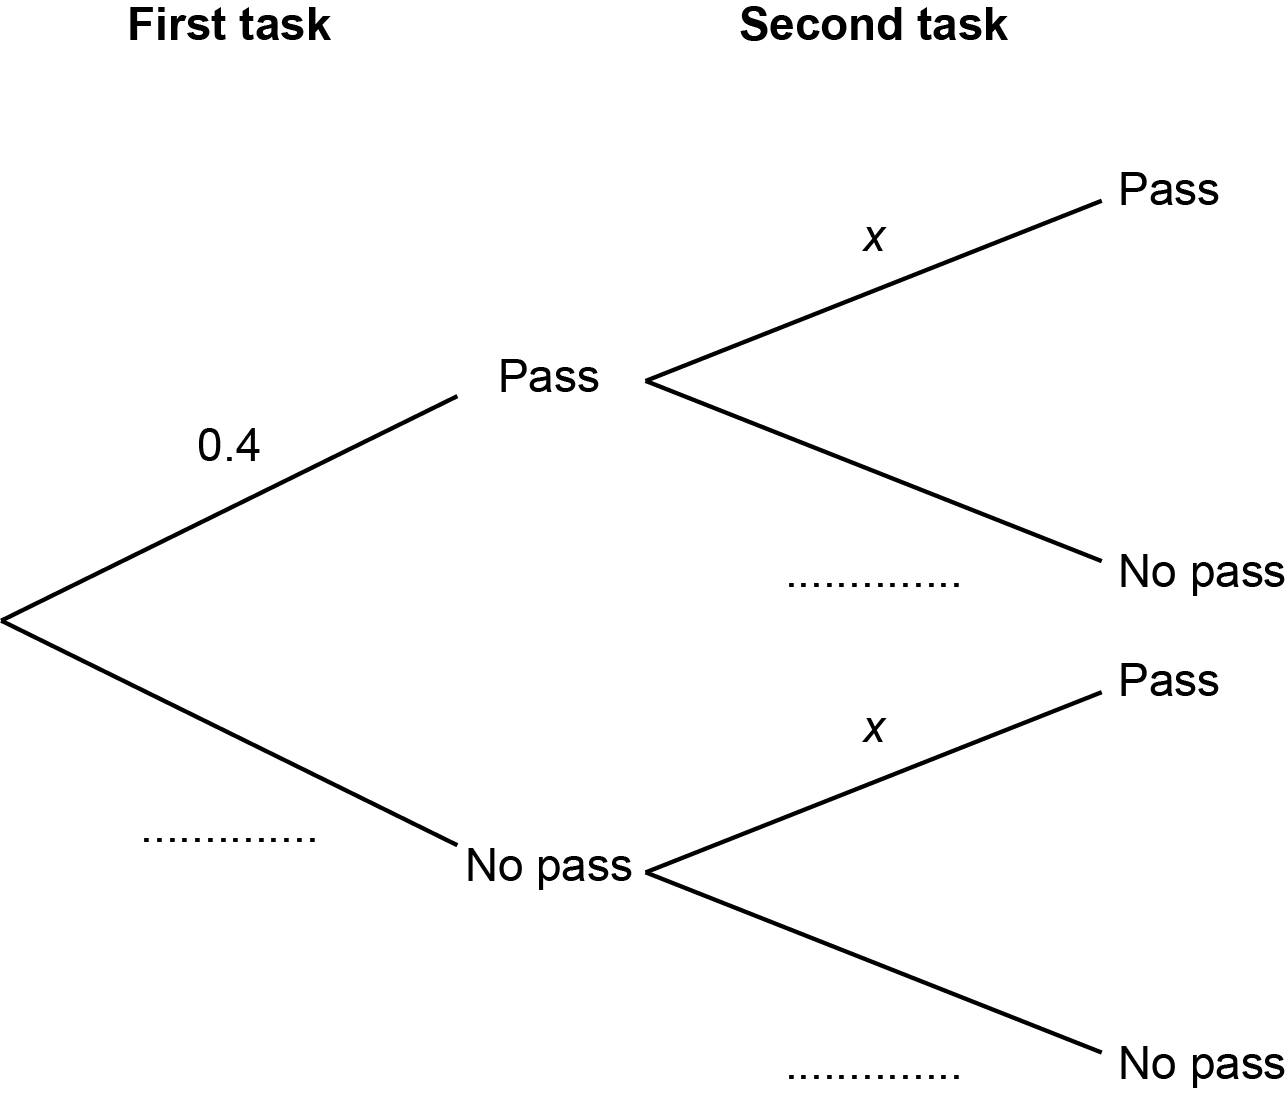 First task Second task
Pass
x
Pass
0.4
No pass
..............
Pass
x
..............
No pass
No pass
..............